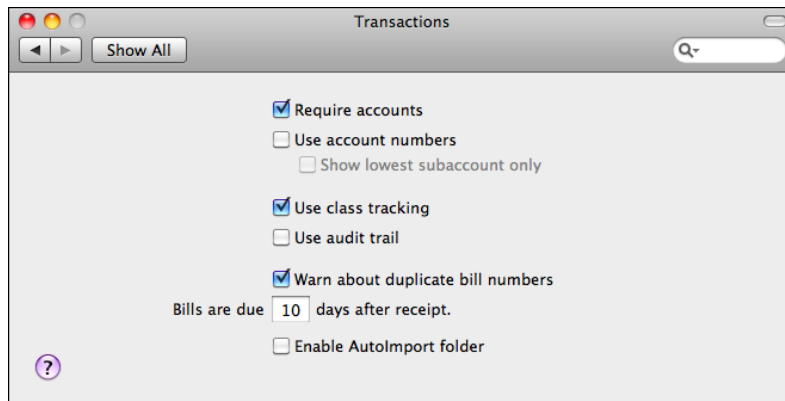 Transactions
Show All
Require accounts
Use account numbers
Show lowest subaccount only
Use class tracking
Use audit trail
Warn about duplicate bill numbers
Bills are due 10 days after receipt.
Enable AutoImport folder
?